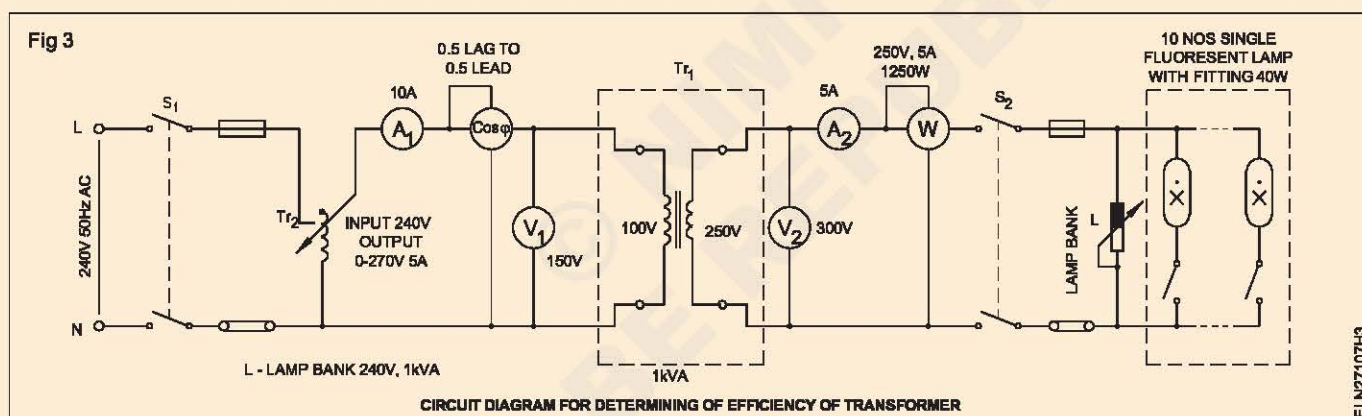 Fig 3
0.5 LAG TO
0.5 LEAD
250V, 5A
1250W
10 NOS SINGLE
FLUORESENT LAMP
WITH FITTING 40W
S1
10A
Tr1
5A
S2
L
A1
Cosφ
A2
W
240V 50Hz AC
Tr2
INPUT 240V
OUTPUT
0-270V 5A
V1
150V
100V
250V
V2
300V
L
LAMP BANK
N
L - LAMP BANK 240V, 1kVA
1kVA
CIRCUIT DIAGRAM FOR DETERMINING OF EFFICIENCY OF TRANSFORMER
ELN27107H3
© NIMI
BE REPUBL